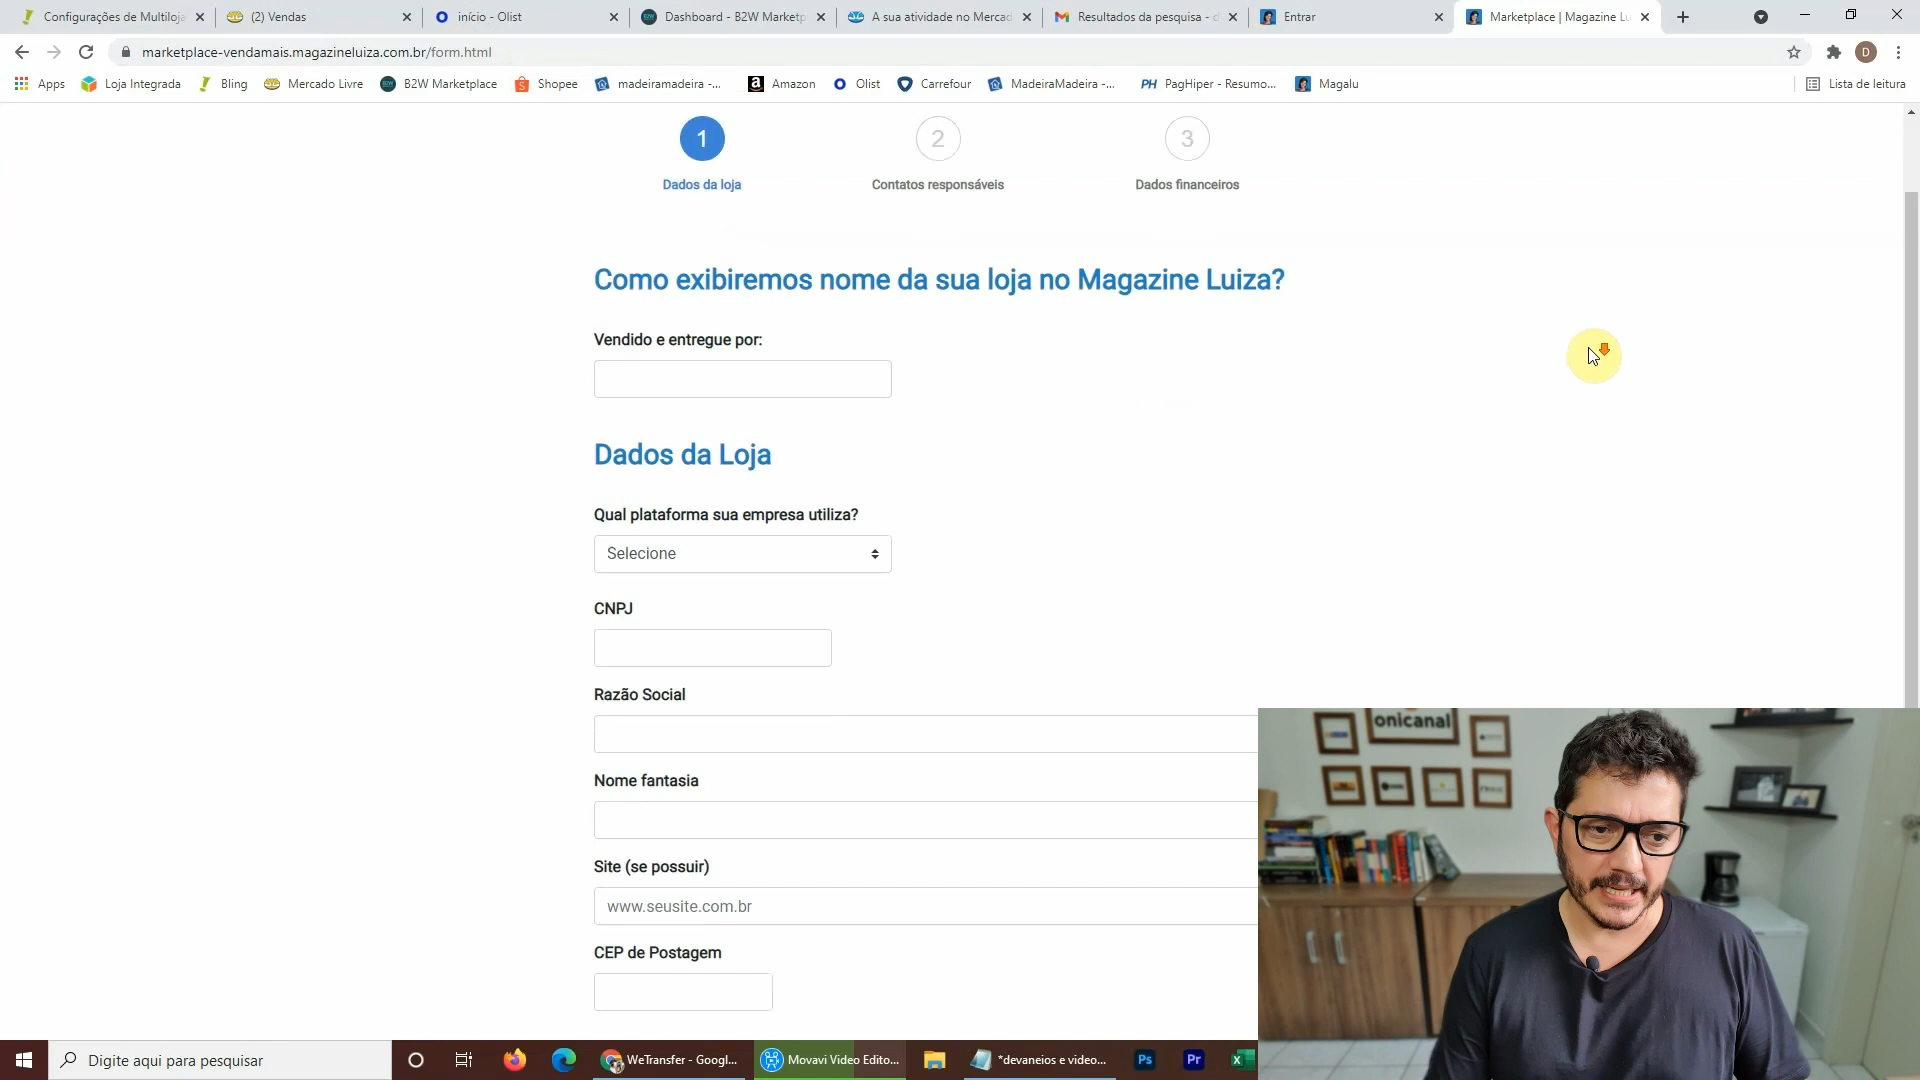 Configurações de Multiloja
(2) Vendas
início - Olist
Dashboard - B2W Marketp
A sua atividade no Mercad
Resultados da pesquisa - d
Entrar
Marketplace | Magazine Lu
marketplace-vendamais.magazineluiza.com.br/form.html
D
Apps
Loja Integrada
Bling
Mercado Livre
B2W Marketplace
Shopee
madeiramadeira -...
Amazon
Olist
Carrefour
MadeiraMadeira -...
PH PagHiper - Resumo...
Magalu
Lista de leitura
1
2
3
Dados da loja
Contatos responsáveis
Dados financeiros
Como exibiremos nome da sua loja no Magazine Luiza?
Vendido e entregue por:
Dados da Loja
Qual plataforma sua empresa utiliza?
Selecione
CNPJ
Razão Social
Nome fantasia
Site (se possuir)
www.seusite.com.br
CEP de Postagem
onicanal
Digite aqui para pesquisar
WeTransfer - Googl...
Movavi Video Edito...
*devaneios e video...
Ps
Pr
X